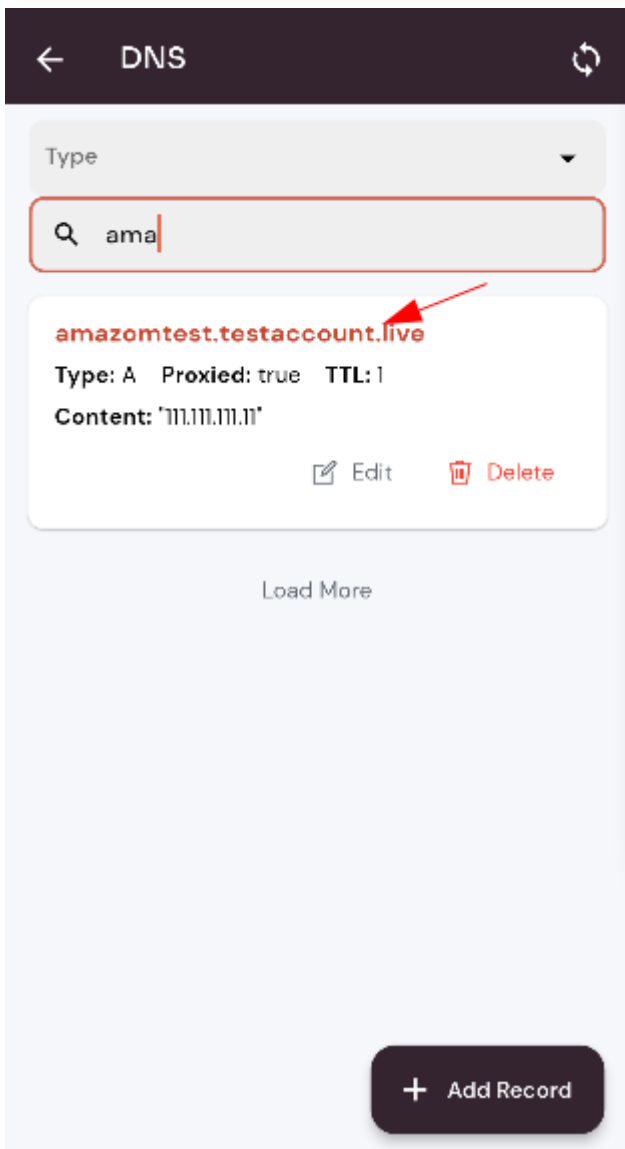 DNS
Type
ama
amazomtest.testaccount.live
Type: A Proxied: true TTL: 1
Content: "111.111.111.11"
Edit Delete
Load More
+ Add Record